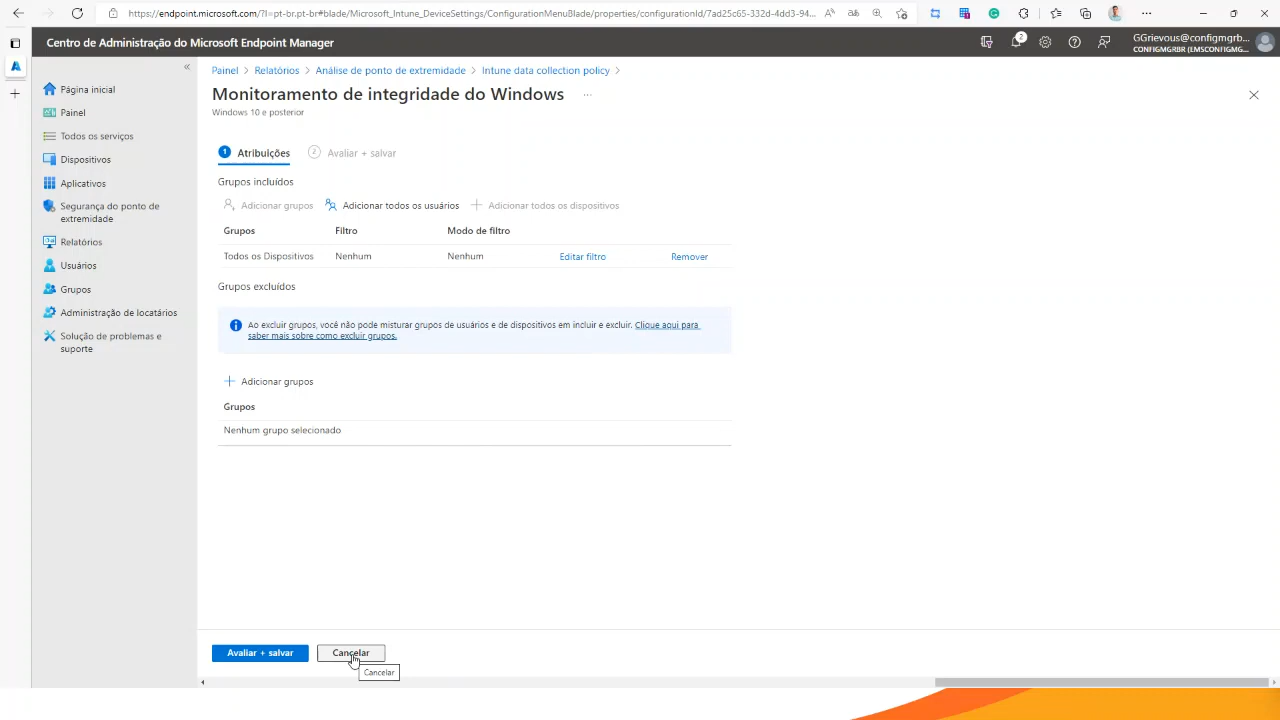 https://endpoint.microsoft.com/?l=pt-br.pt-br#blade/Microsoft_Intune_DeviceSettings/ConfigurationMenuBlade/properties/configurationId/7ad25c65-332d-4dd3-94...
Centro de Administração do Microsoft Endpoint Manager
2
GGrievous@configmgrb...
CONFIGMGRBR (EMSCONFIGMG...
Página inicial
Painel
Todos os serviços
Dispositivos
Aplicativos
Segurança do ponto de
extremidade
Relatórios
Usuários
Grupos
Administração de locatários
Solução de problemas e
suporte
Painel > Relatórios > Análise de ponto de extremidade > Intune data collection policy >
Monitoramento de integridade do Windows ...
Windows 10 e posterior
1 Atribuições 2 Avaliar + salvar
Grupos incluídos
Adicionar grupos Adicionar todos os usuários Adicionar todos os dispositivos
Grupos Filtro Modo de filtro
Todos os Dispositivos Nenhum Nenhum Editar filtro Remover
Grupos excluídos
Ao excluir grupos, você não pode misturar grupos de usuários e de dispositivos em incluir e excluir. Clique aqui para
saber mais sobre como excluir grupos.
Adicionar grupos
Grupos
Nenhum grupo selecionado
Avaliar + salvar Cancelar
Cancelar